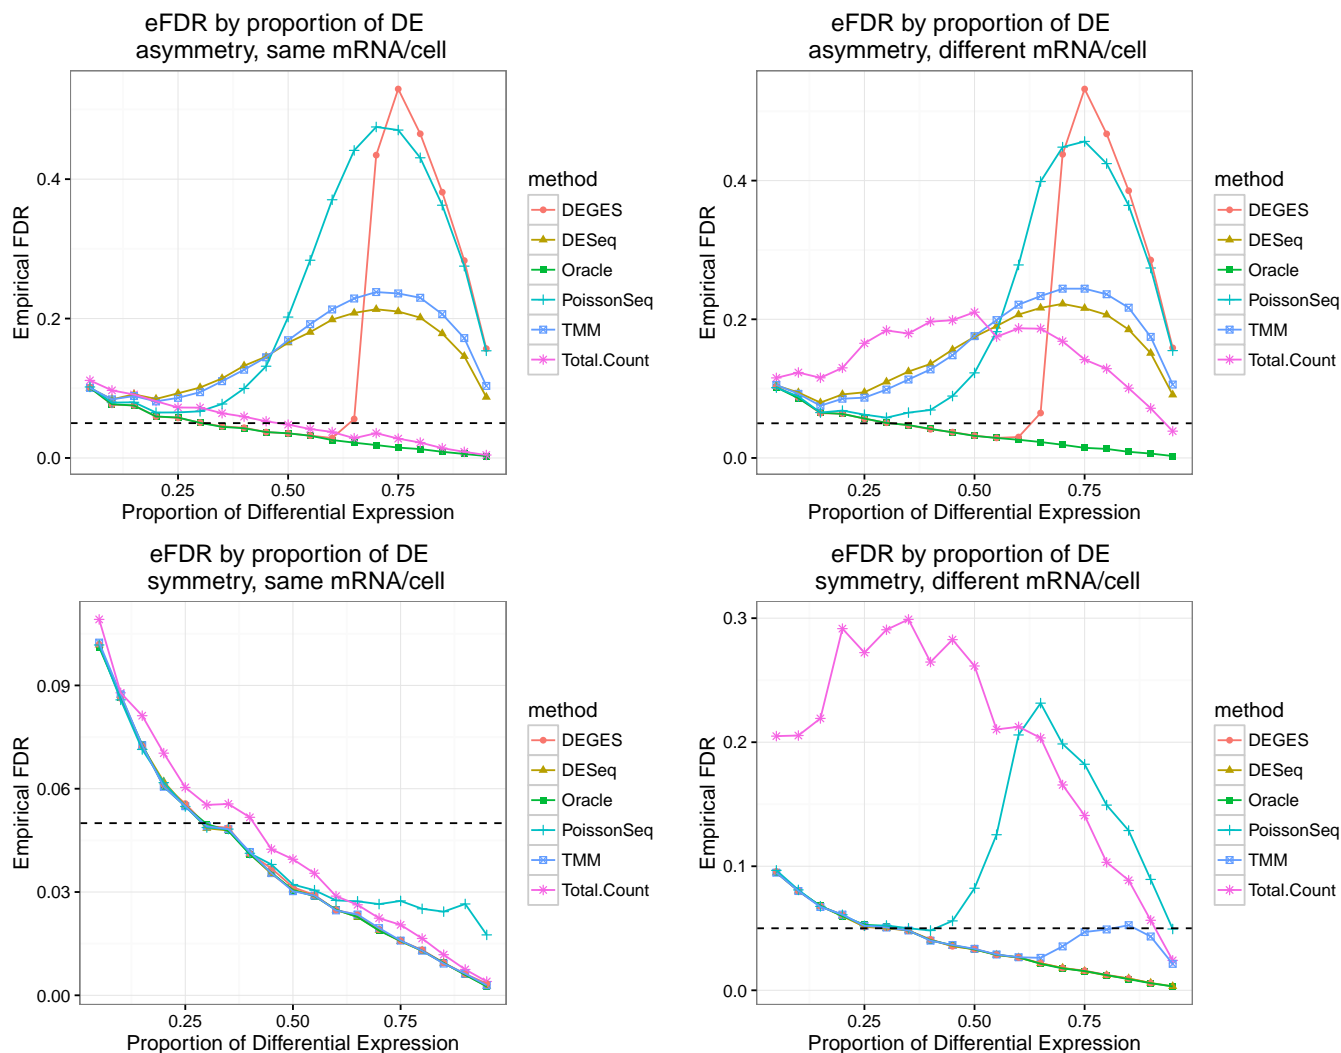 eFDR by proportion of DE
asymmetry, same mRNA/cell
Empirical FDR
0.4
0.2
0.0
0.25
0.50
0.75
Proportion of Differential Expression
method
DEGES
DESeq
Oracle
PoissonSeq
TMM
Total.Count
eFDR by proportion of DE
asymmetry, different mRNA/cell
Empirical FDR
0.4
0.2
0.0
0.25
0.50
0.75
Proportion of Differential Expression
method
DEGES
DESeq
Oracle
PoissonSeq
TMM
Total.Count
eFDR by proportion of DE
symmetry, same mRNA/cell
Empirical FDR
0.09
0.06
0.03
0.00
0.25
0.50
0.75
Proportion of Differential Expression
method
DEGES
DESeq
Oracle
PoissonSeq
TMM
Total.Count
eFDR by proportion of DE
symmetry, different mRNA/cell
Empirical FDR
0.3
0.2
0.1
0.0
0.25
0.50
0.75
Proportion of Differential Expression
method
DEGES
DESeq
Oracle
PoissonSeq
TMM
Total.Count